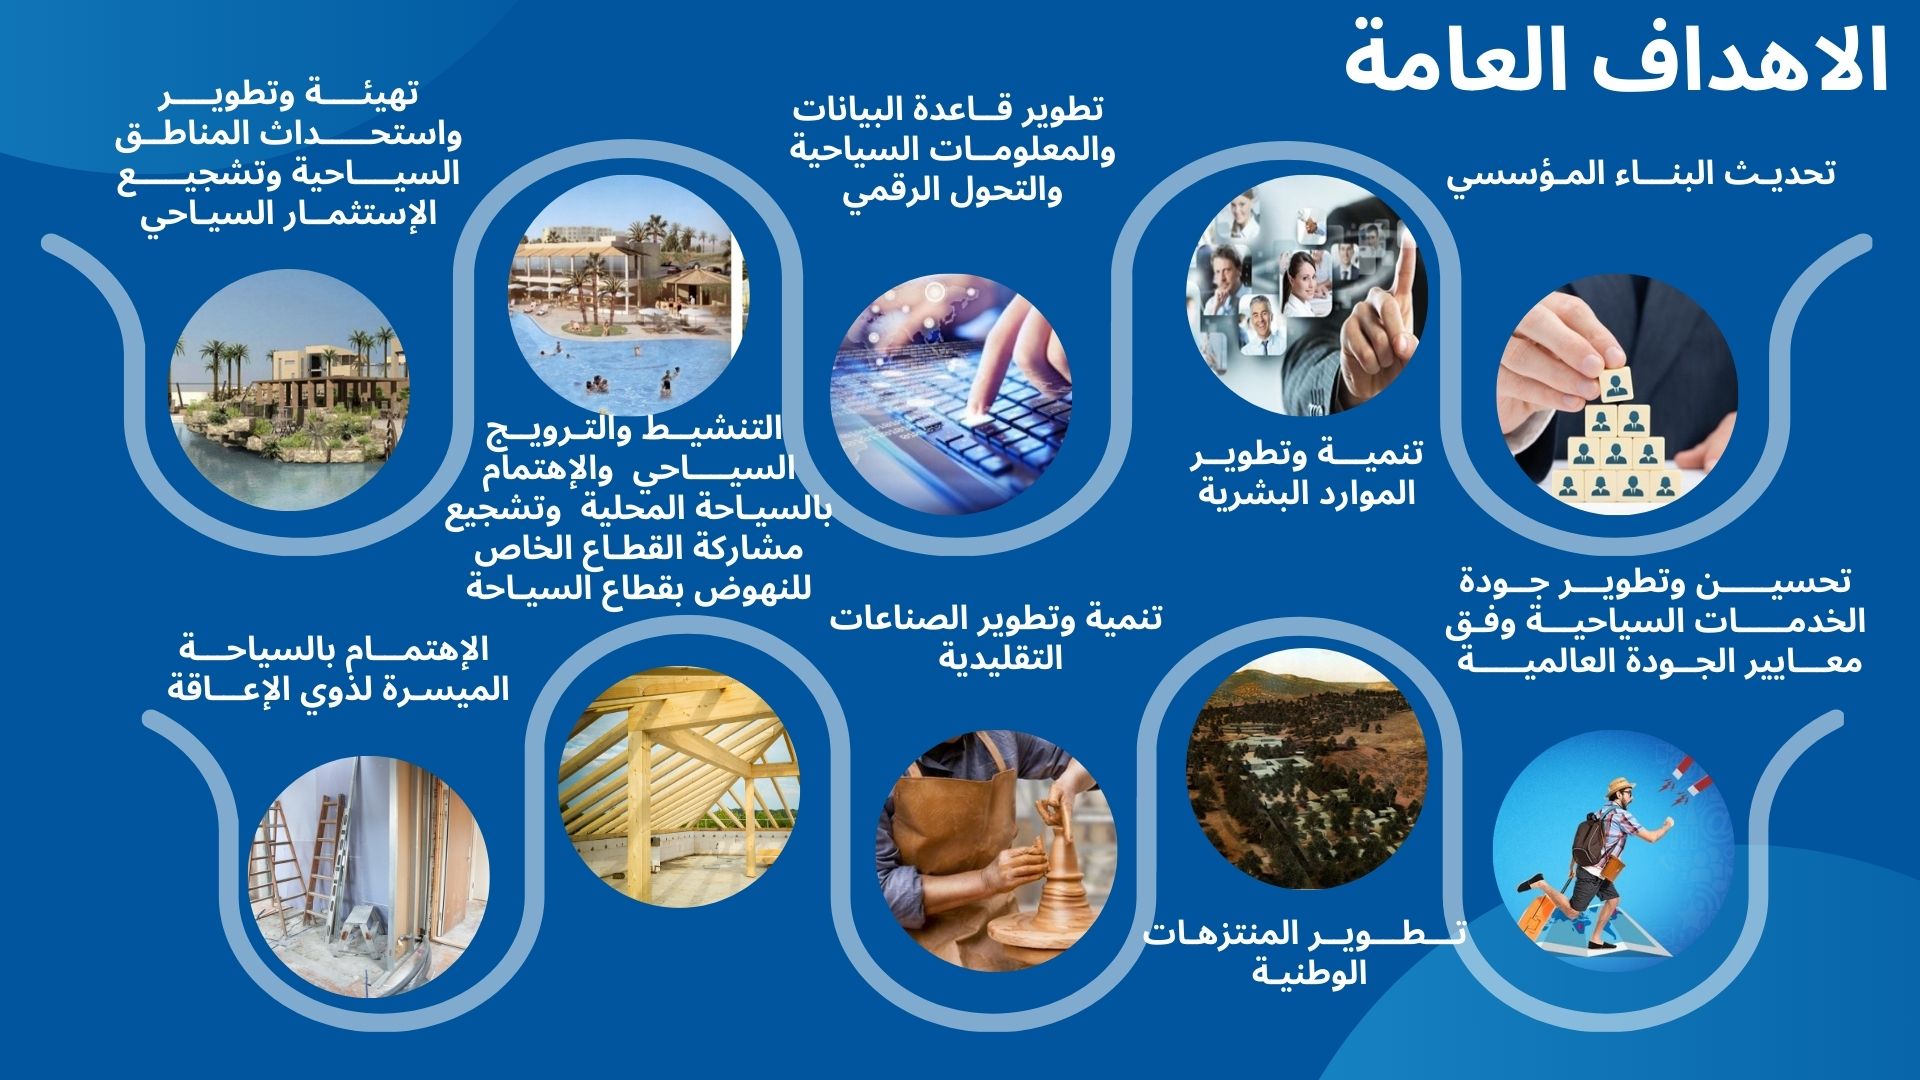 الاهداف العامة
تحديث البناء المؤسسي
تنمية وتطوير
الموارد البشرية
تطوير قاعدة البيانات
والمعلومات السياحية
والتحول الرقمي
التنشيط والترويج
السياحي والإهتمام
بالسياحة المحلية وتشجيع
مشاركة القطاع الخاص
للنهوض بقطاع السياحة
تهيئة وتطوير
واستحداث المناطق
السياحية وتشجيع
الإستثمار السياحي
تحسين وتطوير جودة
الخدمات السياحية وفق
معايير الجودة العالمية
تطوير المنتزهات
الوطنية
تنمية وتطوير الصناعات
التقليدية
الإهتمام بالسياحة
الميسرة لذوي الإعاقة